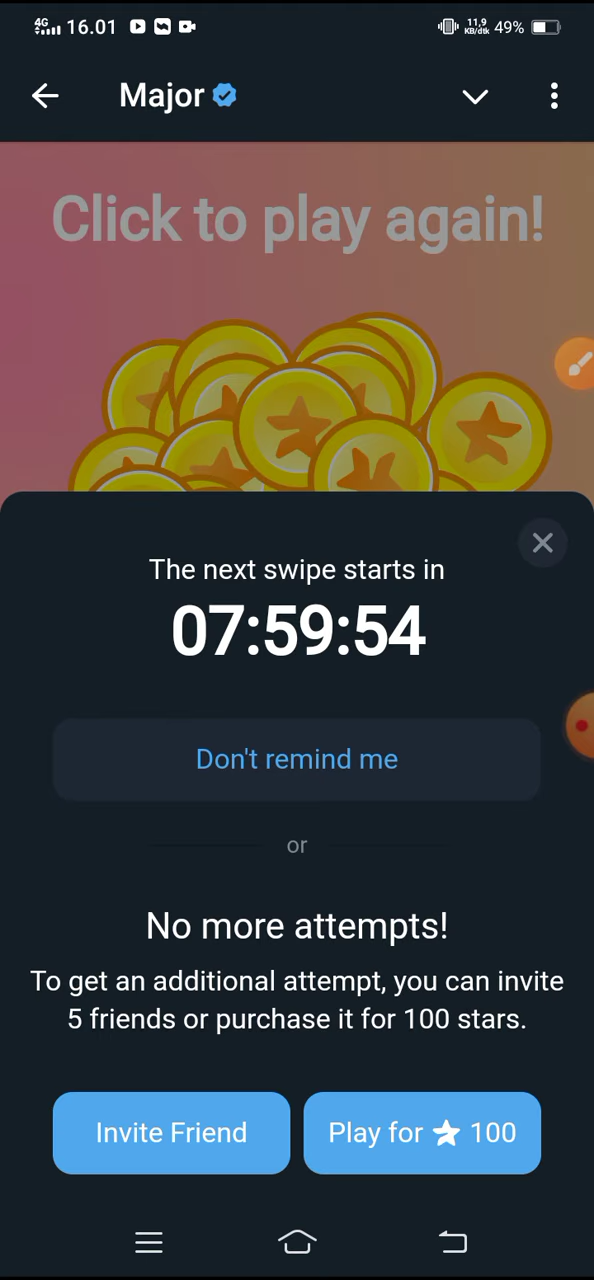 4G 16.01 11,9 KB/dtk 49%
Major
Click to play again!
The next swipe starts in
07:59:54
Don't remind me
or
No more attempts!
To get an additional attempt, you can invite
5 friends or purchase it for 100 stars.
Invite Friend
Play for 100